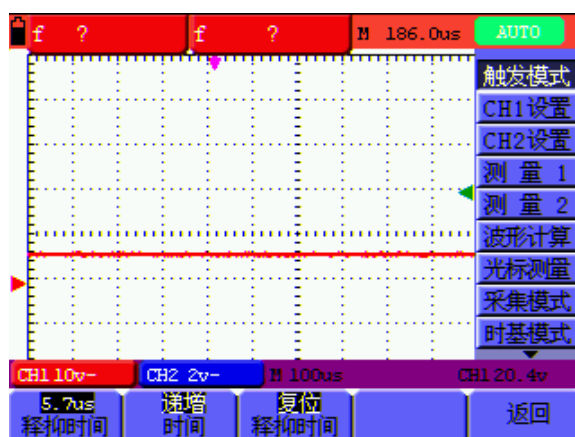 f ? f ? M 186.0us AUTO
触发模式
CH1设置
CH2设置
测 量 1
测 量 2
波形计算
光标测量
采集模式
时基模式
CH1 10v- CH2 2v- M 100us CH1 20.4v
5.7us 递增 复位 返回
释抑时间 时间 释抑时间